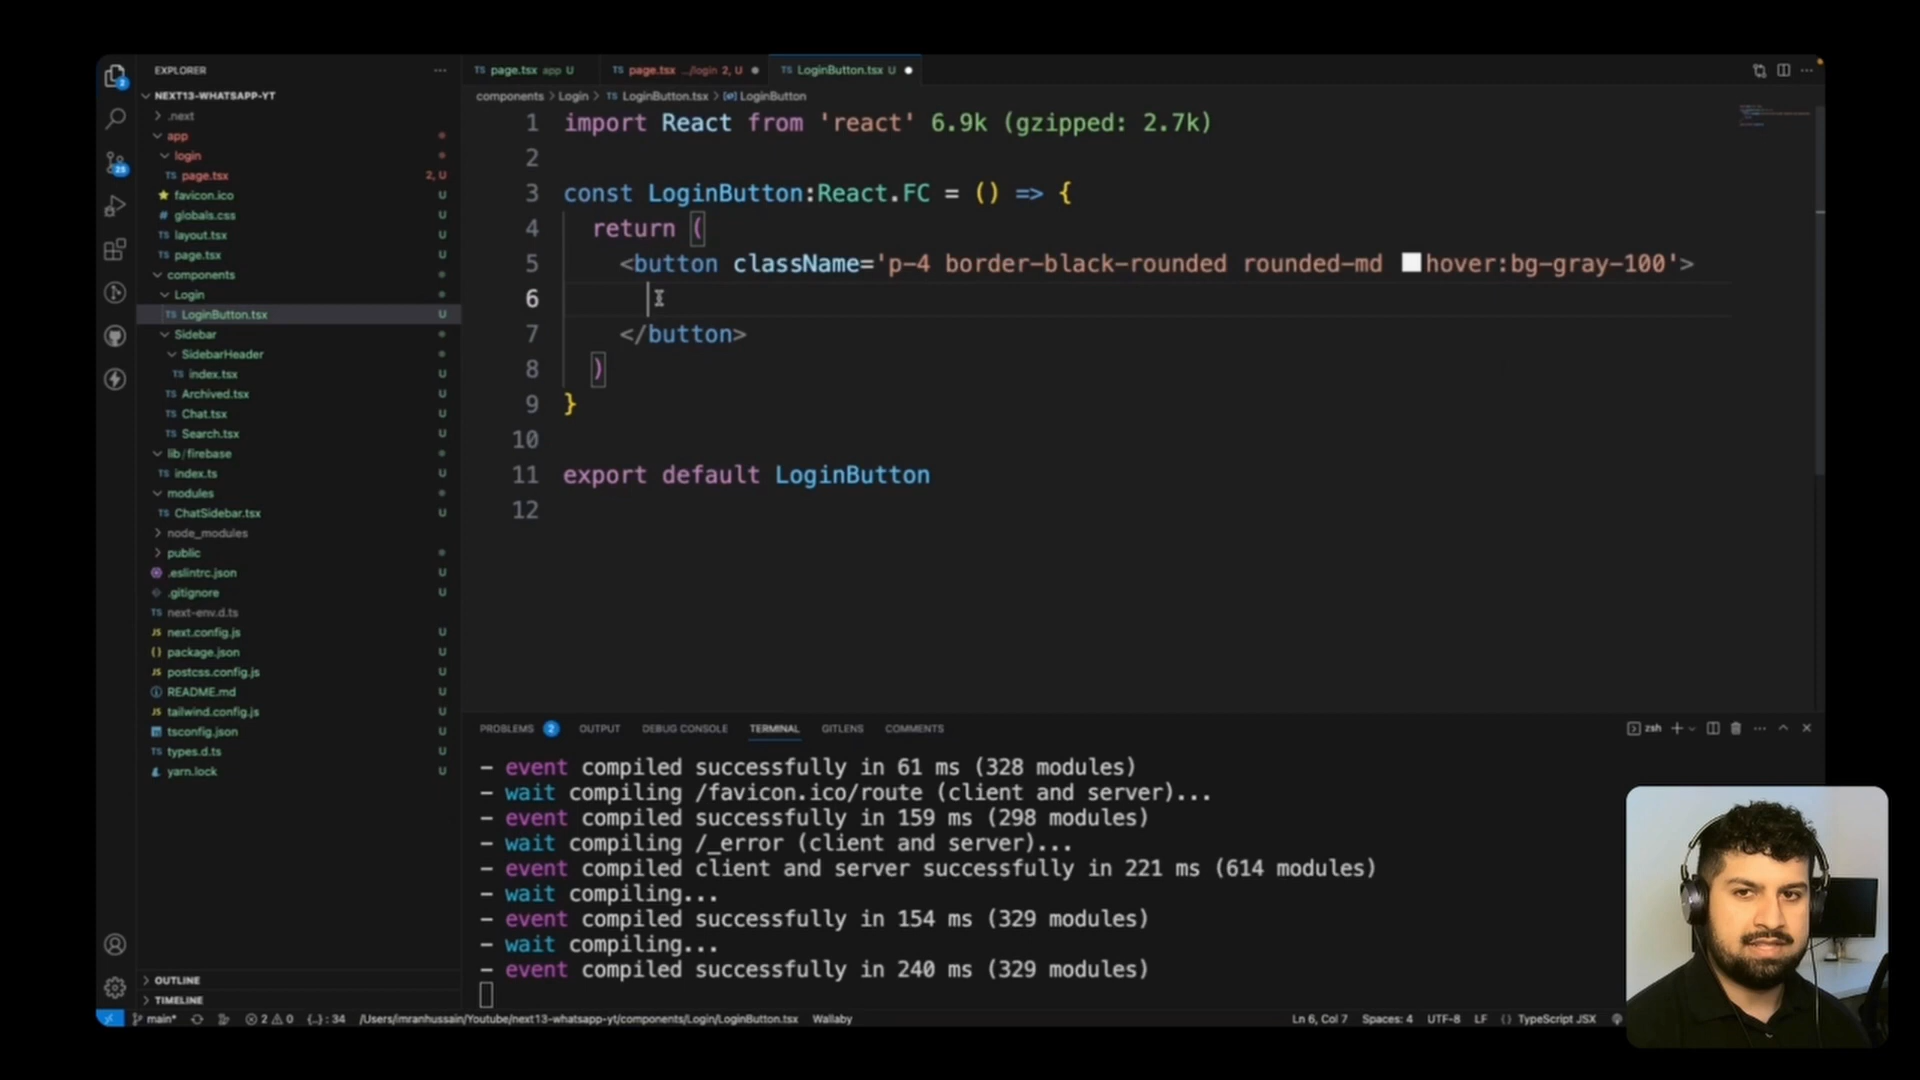 EXPLORER
NEXT13-WHATSAPP-YT
.next
app
login
page.tsx 2, U
favicon.ico U
globals.css U
layout.tsx U
page.tsx U
components
Login
LoginButton.tsx U
Sidebar
SidebarHeader
index.tsx U
Archived.tsx U
Chat.tsx U
Search.tsx U
lib/firebase
index.ts U
modules
ChatSidebar.tsx U
node_modules
public
.eslintrc.json U
.gitignore U
next-env.d.ts
next.config.js U
package.json U
postcss.config.js U
README.md U
tailwind.config.js U
tsconfig.json U
types.d.ts U
yarn.lock U
OUTLINE
TIMELINE
page.tsx app U page.tsx .../login 2, U LoginButton.tsx U
components > Login > LoginButton.tsx > LoginButton
1 import React from 'react' 6.9k (gzipped: 2.7k)
2
3 const LoginButton:React.FC = () => {
4 return (
5 <button className='p-4 border-black-rounded rounded-md hover:bg-gray-100'>
6
7 </button>
8 )
9 }
10
11 export default LoginButton
12
PROBLEMS 2 OUTPUT DEBUG CONSOLE TERMINAL GITLENS COMMENTS zsh
- event compiled successfully in 61 ms (328 modules)
- wait compiling /favicon.ico/route (client and server)...
- event compiled successfully in 159 ms (298 modules)
- wait compiling /_error (client and server)...
- event compiled client and server successfully in 221 ms (614 modules)
- wait compiling...
- event compiled successfully in 154 ms (329 modules)
- wait compiling...
- event compiled successfully in 240 ms (329 modules)
main* 2 0 {..} : 34 /Users/imranhussain/Youtube/next13-whatsapp-yt/components/Login/LoginButton.tsx Wallaby Ln 6, Col 7 Spaces: 4 UTF-8 LF {} TypeScript JSX